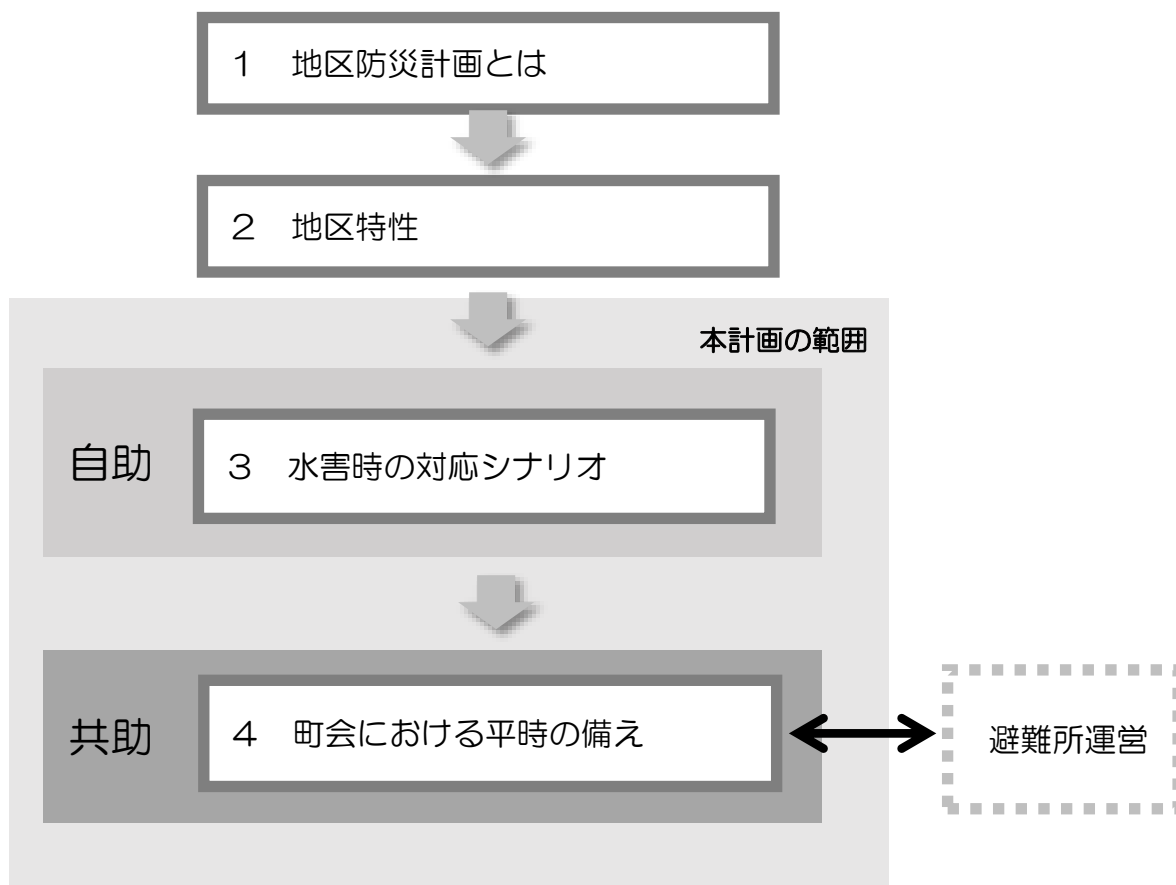 １　地区防災計画とは
２　地区特性
本計画の範囲
自助
３　水害時の対応シナリオ
共助
４　町会における平時の備え
避難所運営